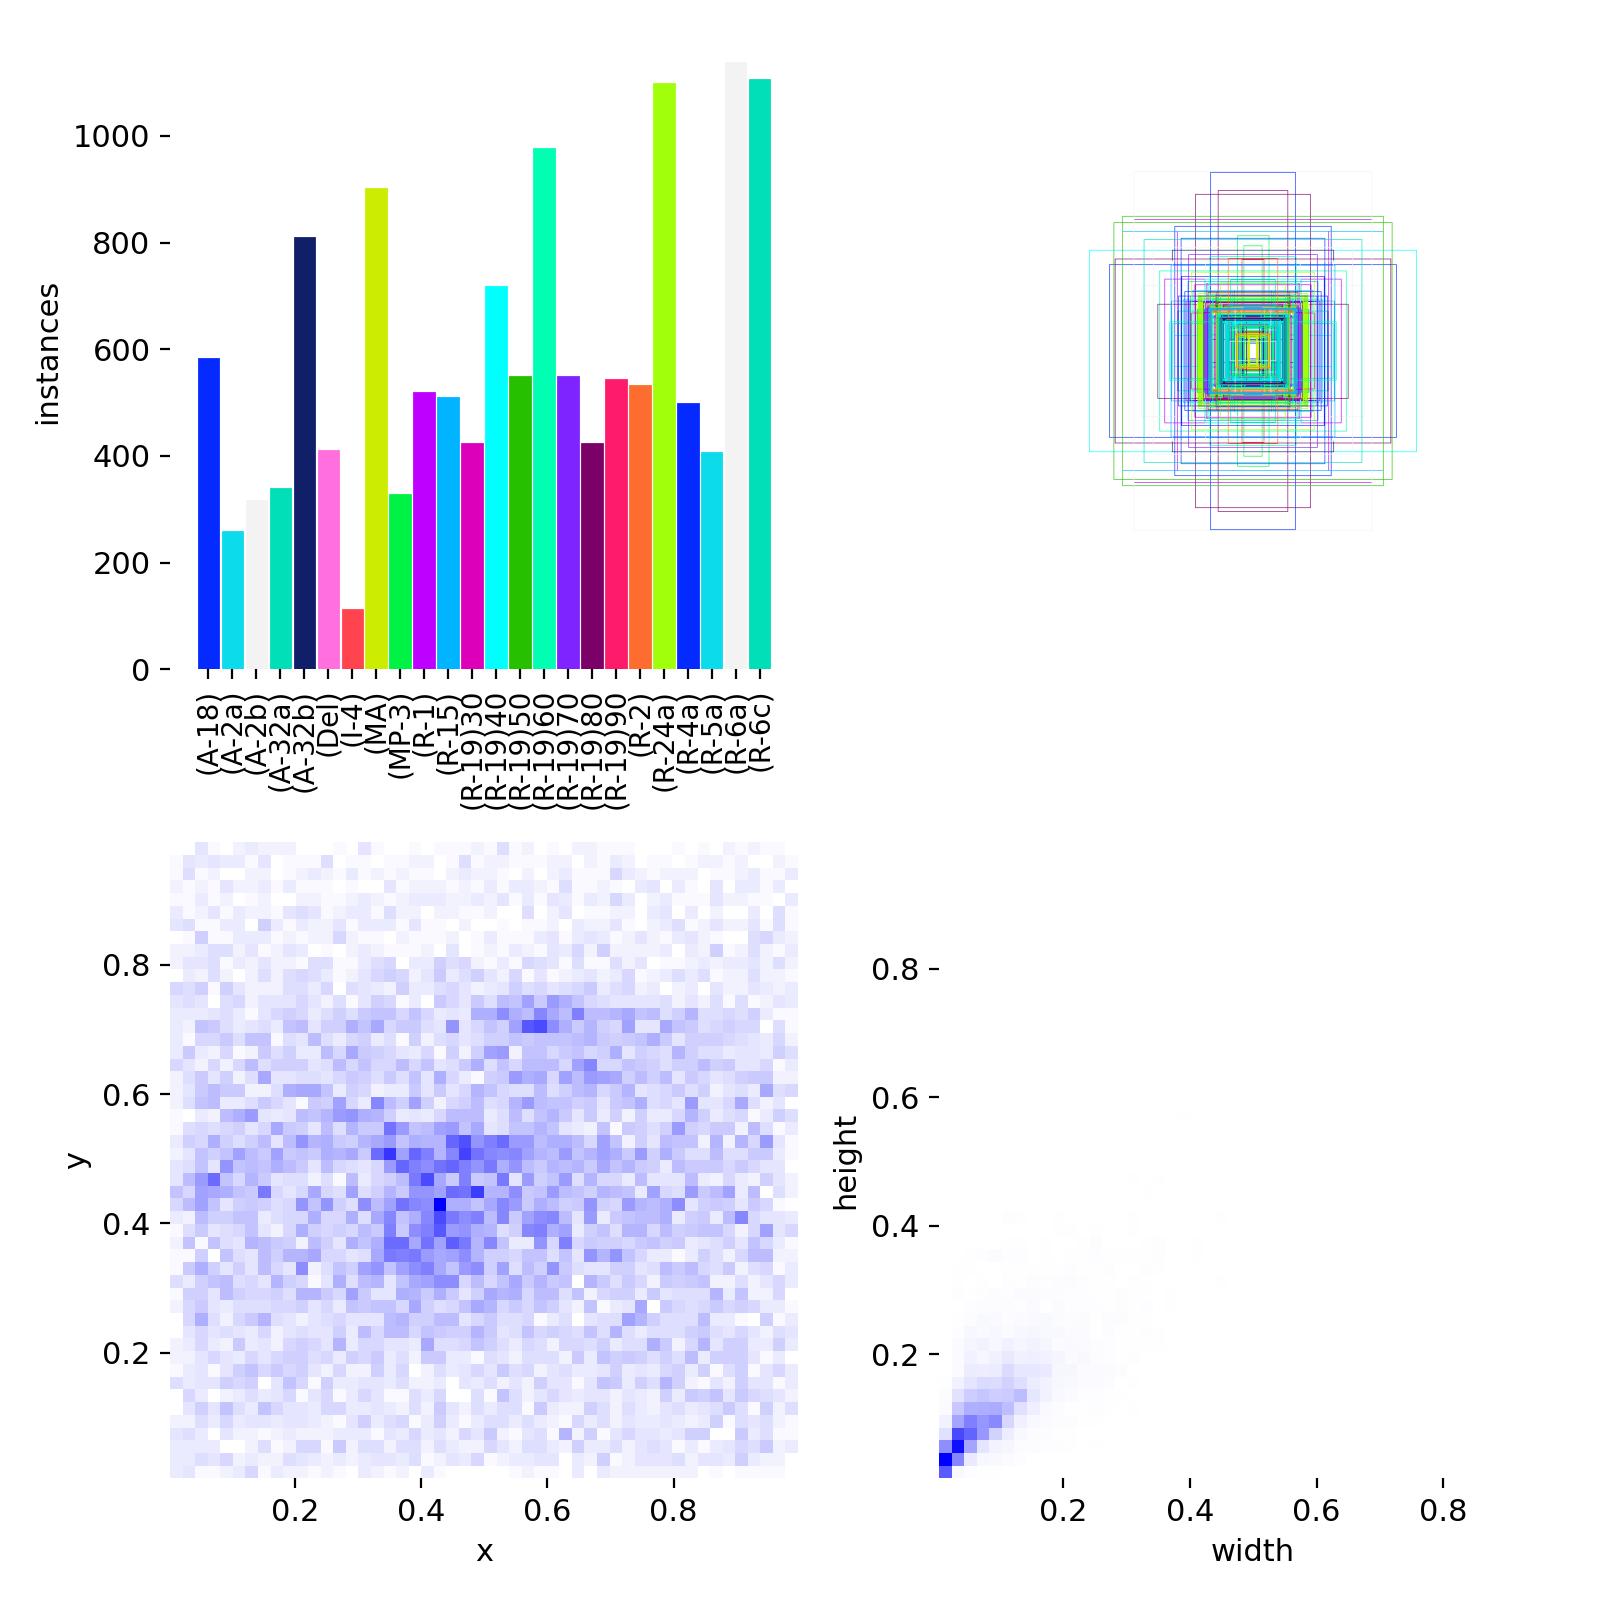 instances
1000
800
600
400
200
0
(A-18)
(A-2a)
(A-2b)
(A-32a)
(A-32b)
(Del)
(I-4)
(MA)
(MP-3)
(R-1)
(R-15)
(R-19)30
(R-19)40
(R-19)50
(R-19)60
(R-19)70
(R-19)80
(R-19)90
(R-2)
(R-24a)
(R-4a)
(R-5a)
(R-6a)
(R-6c)
y
0.8
0.6
0.4
0.2
0.2 0.4 0.6 0.8
x
height
0.8
0.6
0.4
0.2
0.2 0.4 0.6 0.8
width